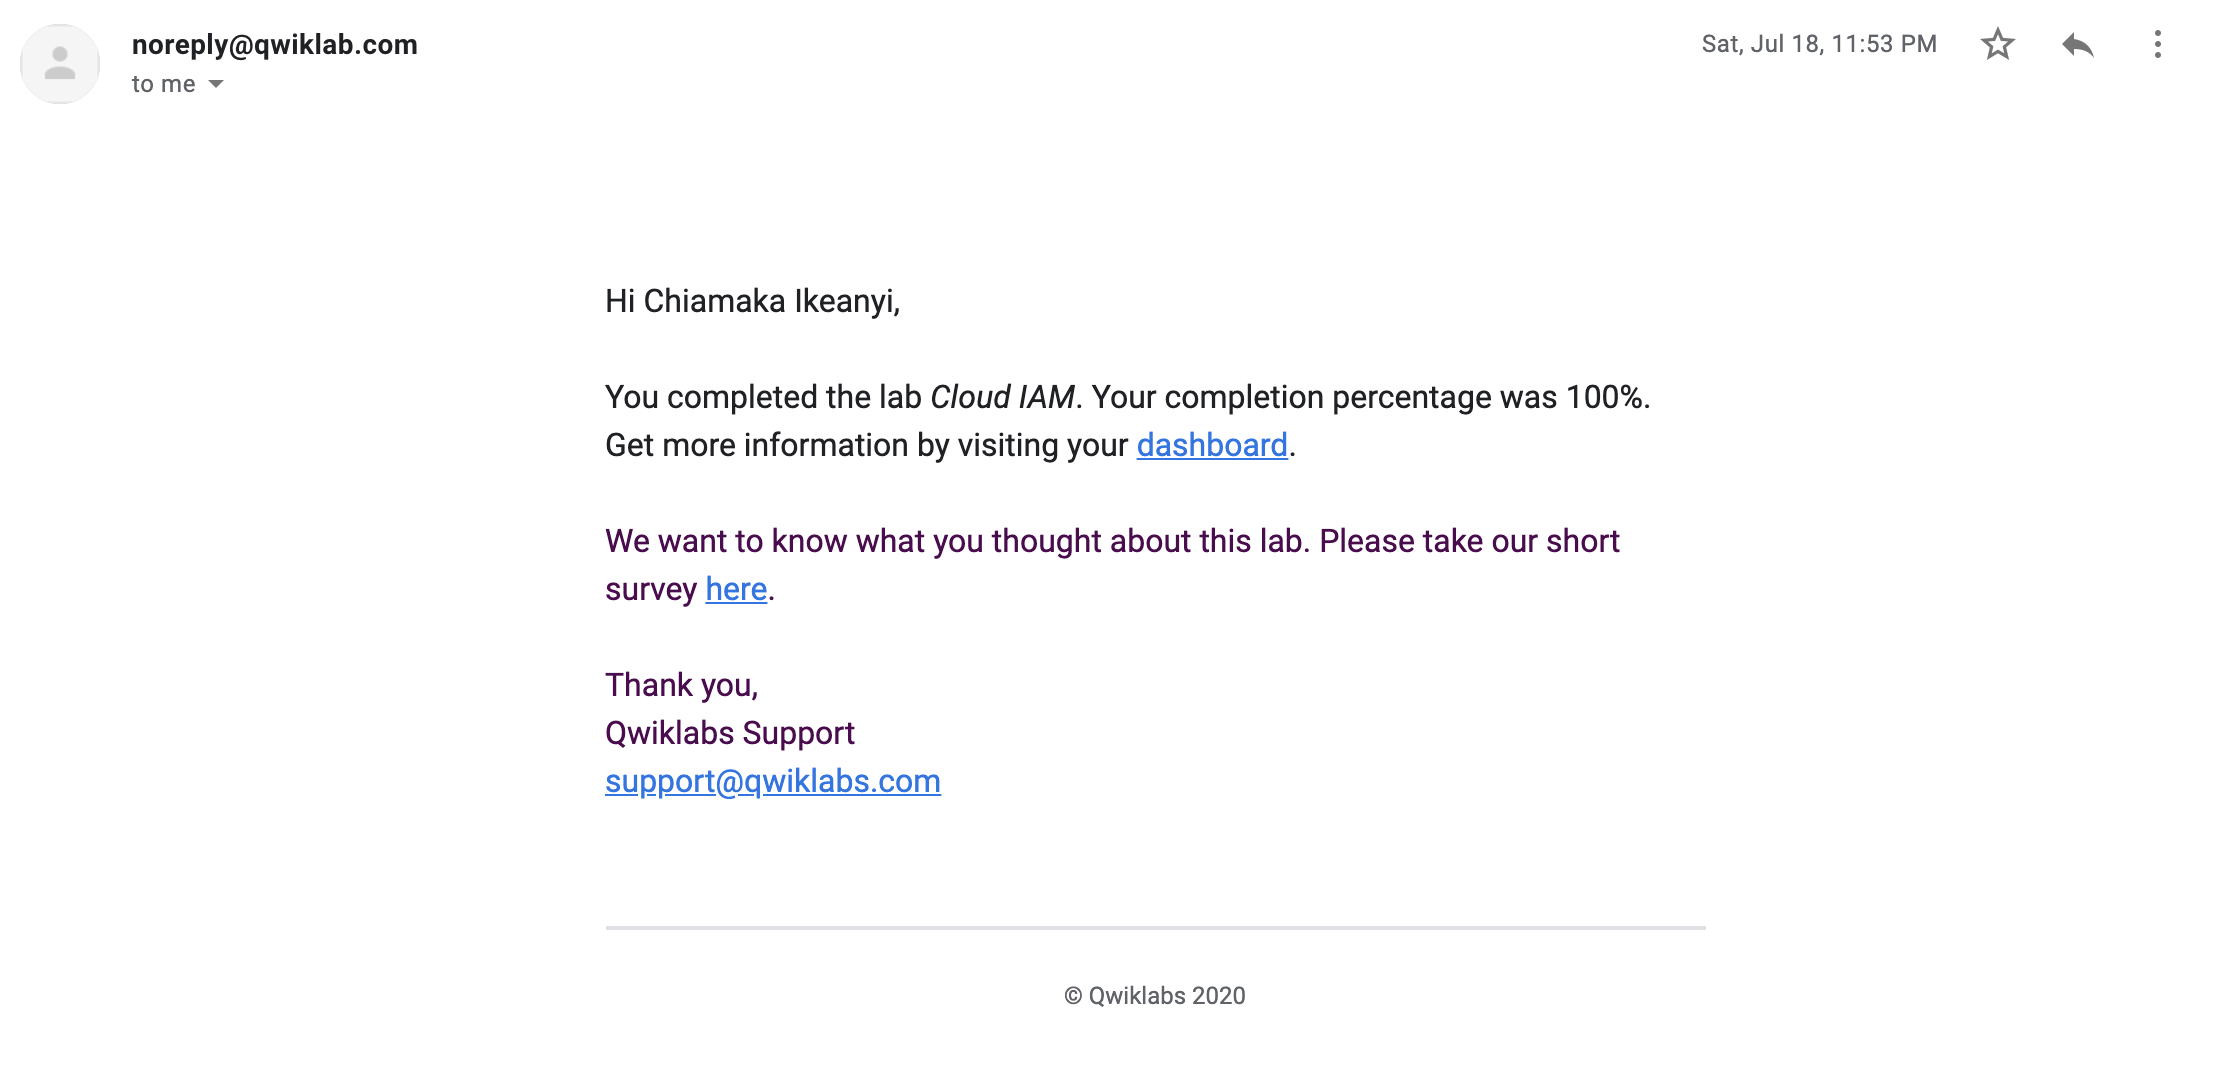 noreply@qwiklab.com
Sat, Jul 18, 11:53 PM
to me
Hi Chiamaka Ikeanyi,
You completed the lab Cloud IAM. Your completion percentage was 100%.
Get more information by visiting your dashboard.
We want to know what you thought about this lab. Please take our short
survey here.
Thank you,
Qwiklabs Support
support@qwiklabs.com
© Qwiklabs 2020